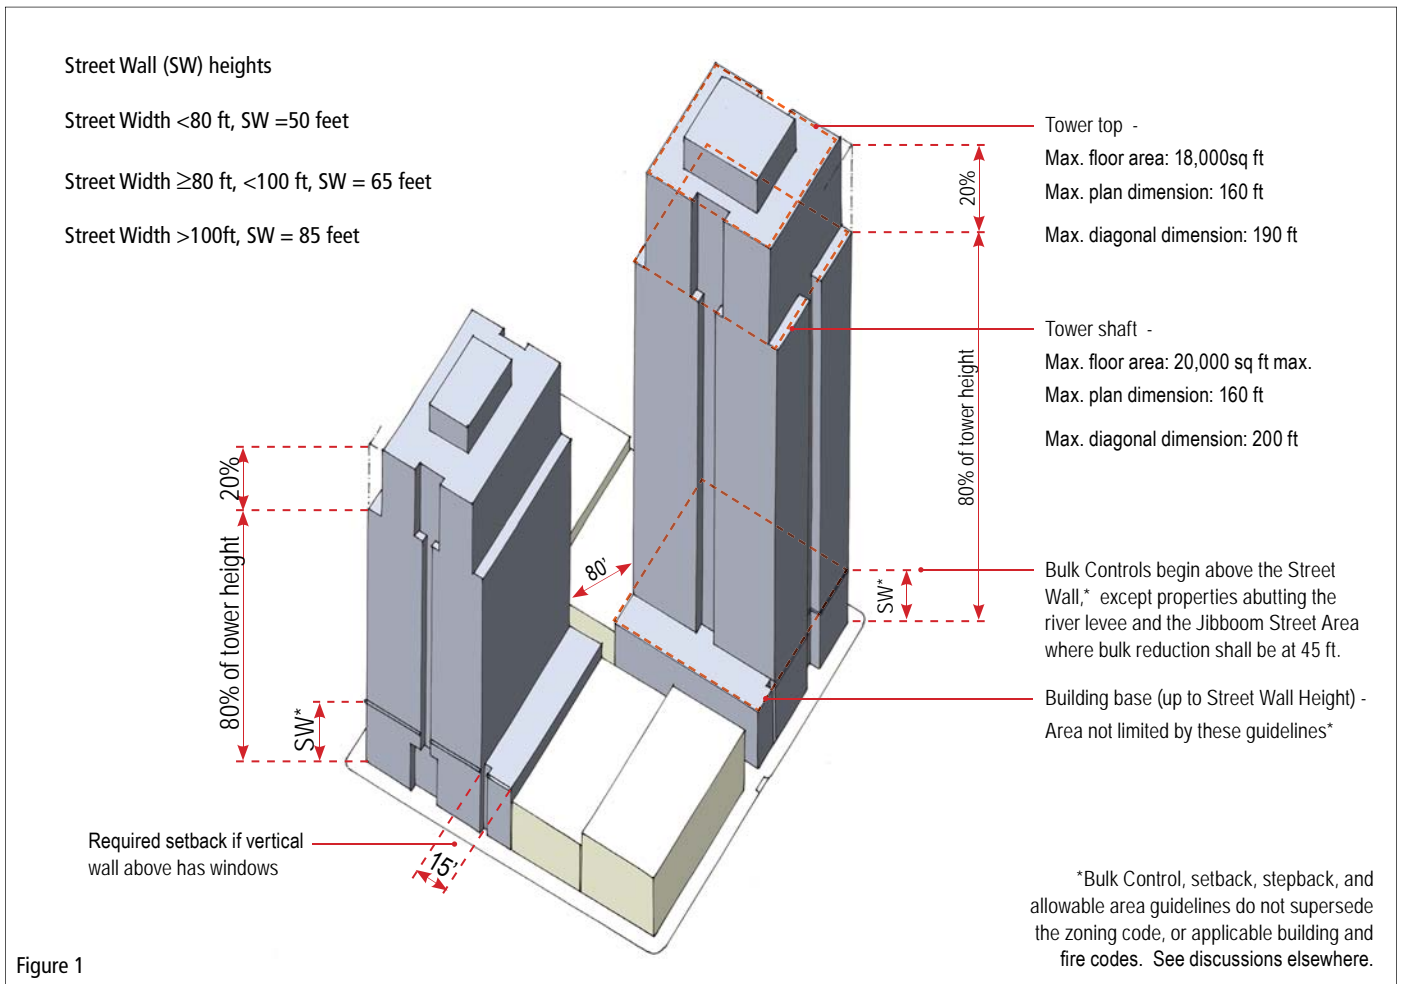 Street Wall (SW) heights
Street Width <80 ft, SW =50 feet
Street Width ≥80 ft, <100 ft, SW = 65 feet
Street Width >100ft, SW = 85 feet
Tower top -
Max. floor area: 18,000sq ft
Max. plan dimension: 160 ft
Max. diagonal dimension: 190 ft
20%
Tower shaft -
Max. floor area: 20,000 sq ft max.
Max. plan dimension: 160 ft
Max. diagonal dimension: 200 ft
80% of tower height
20%
80% of tower height
80'
SW*
SW*
Bulk Controls begin above the Street
Wall,* except properties abutting the
river levee and the Jibboom Street Area
where bulk reduction shall be at 45 ft.
Building base (up to Street Wall Height) -
Area not limited by these guidelines*
Required setback if vertical
wall above has windows
15'
*Bulk Control, setback, stepback, and
allowable area guidelines do not supersede
the zoning code, or applicable building and
fire codes. See discussions elsewhere.
Figure 1